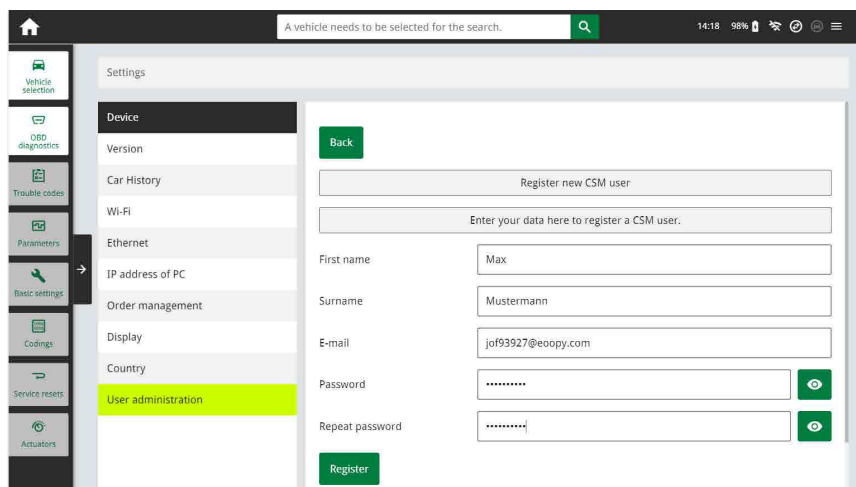 A vehicle needs to be selected for the search.
14:18 98%
Vehicle
selection
OBD
diagnostics
Trouble codes
Parameters
Basic settings
Codings
Service resets
Actuators
Settings
Device
Version
Car History
Wi-Fi
Ethernet
IP address of PC
Order management
Display
Country
User administration
Back
Register new CSM user
Enter your data here to register a CSM user.
First name
Max
Surname
Mustermann
E-mail
jof93927@eoopy.com
Password
••••••••••
Repeat password
••••••••••
Register